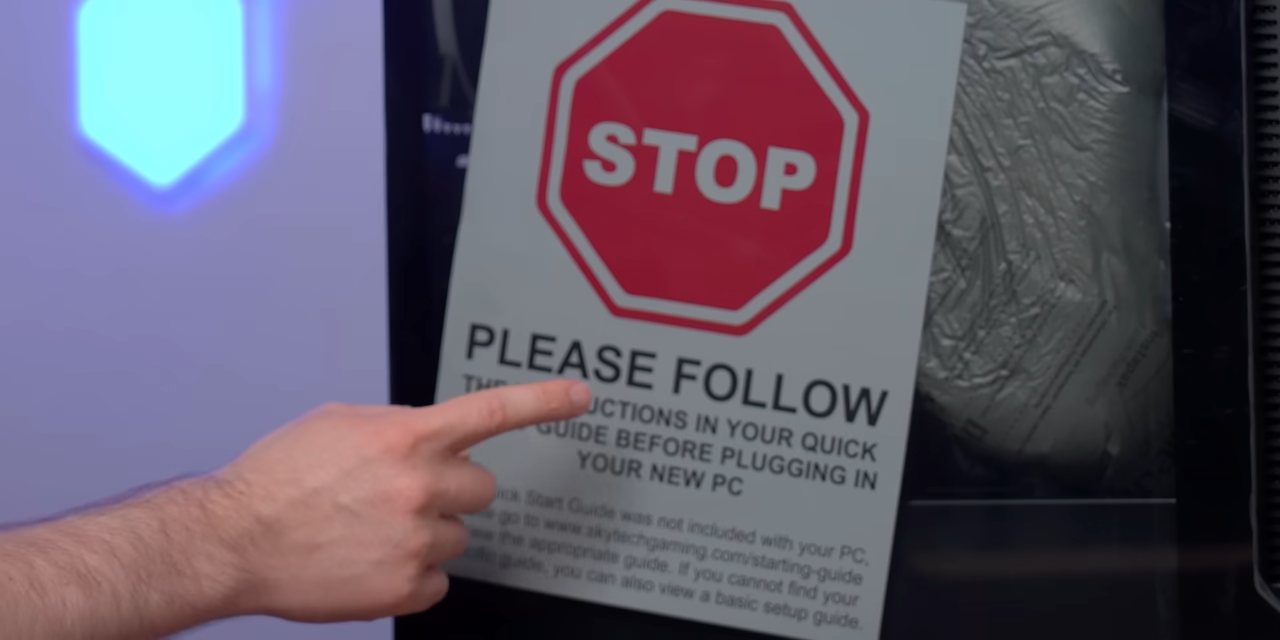 STOP
PLEASE FOLLOW
THE UCTIONS IN YOUR QUICK
GUIDE BEFORE PLUGGING IN
YOUR NEW PC
ick Start Guide was not included with your PC,
go to www.skytechgaming.com/starting-guide
the appropriate guide. If you cannot find your
guide, you can also view a basic setup guide.